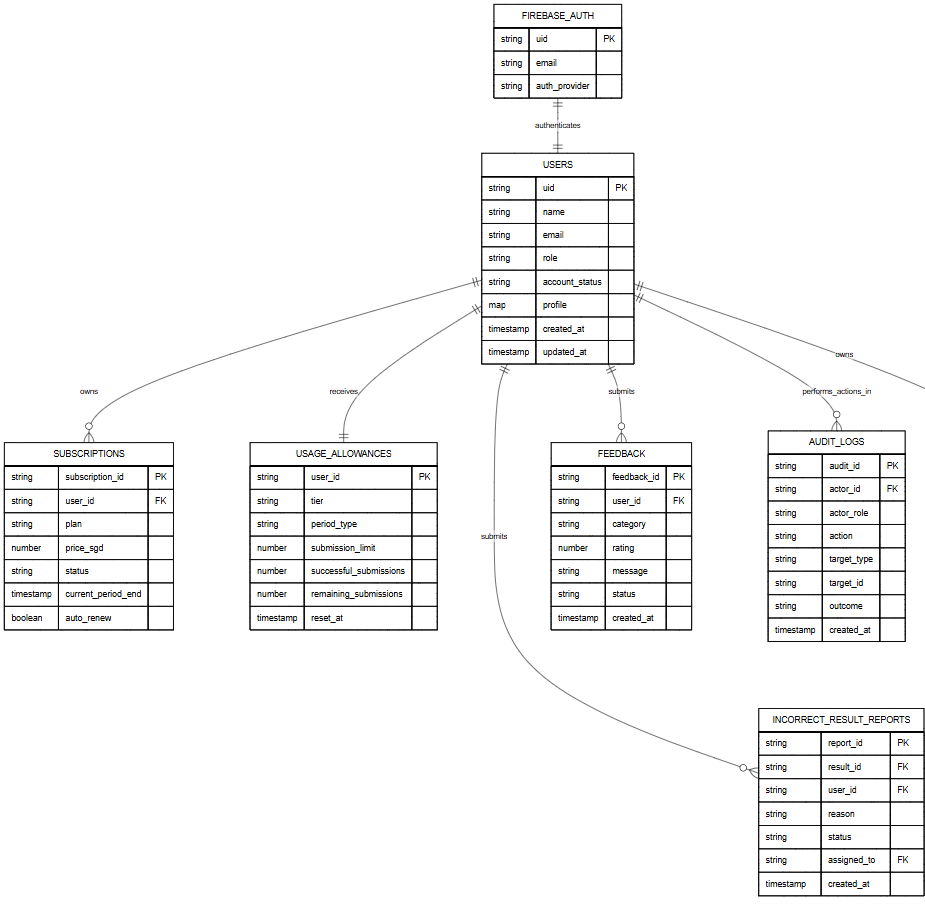 FIREBASE_AUTH
string uid PK
string email
string auth_provider
authenticates
USERS
string uid PK
string name
string email
string role
string account_status
map profile
timestamp created_at
timestamp updated_at
owns
owns
receives
submits
performs_actions_in
SUBSCRIPTIONS
string subscription_id PK
string user_id FK
string plan
number price_sgd
string status
timestamp current_period_end
boolean auto_renew
USAGE_ALLOWANCES
string user_id PK
string tier
string period_type
number submission_limit
number successful_submissions
number remaining_submissions
timestamp reset_at
submits
FEEDBACK
string feedback_id PK
string user_id FK
string category
number rating
string message
string status
timestamp created_at
AUDIT_LOGS
string audit_id PK
string actor_id FK
string actor_role
string action
string target_type
string target_id
string outcome
timestamp created_at
INCORRECT_RESULT_REPORTS
string report_id PK
string result_id FK
string user_id FK
string reason
string status
string assigned_to FK
timestamp created_at